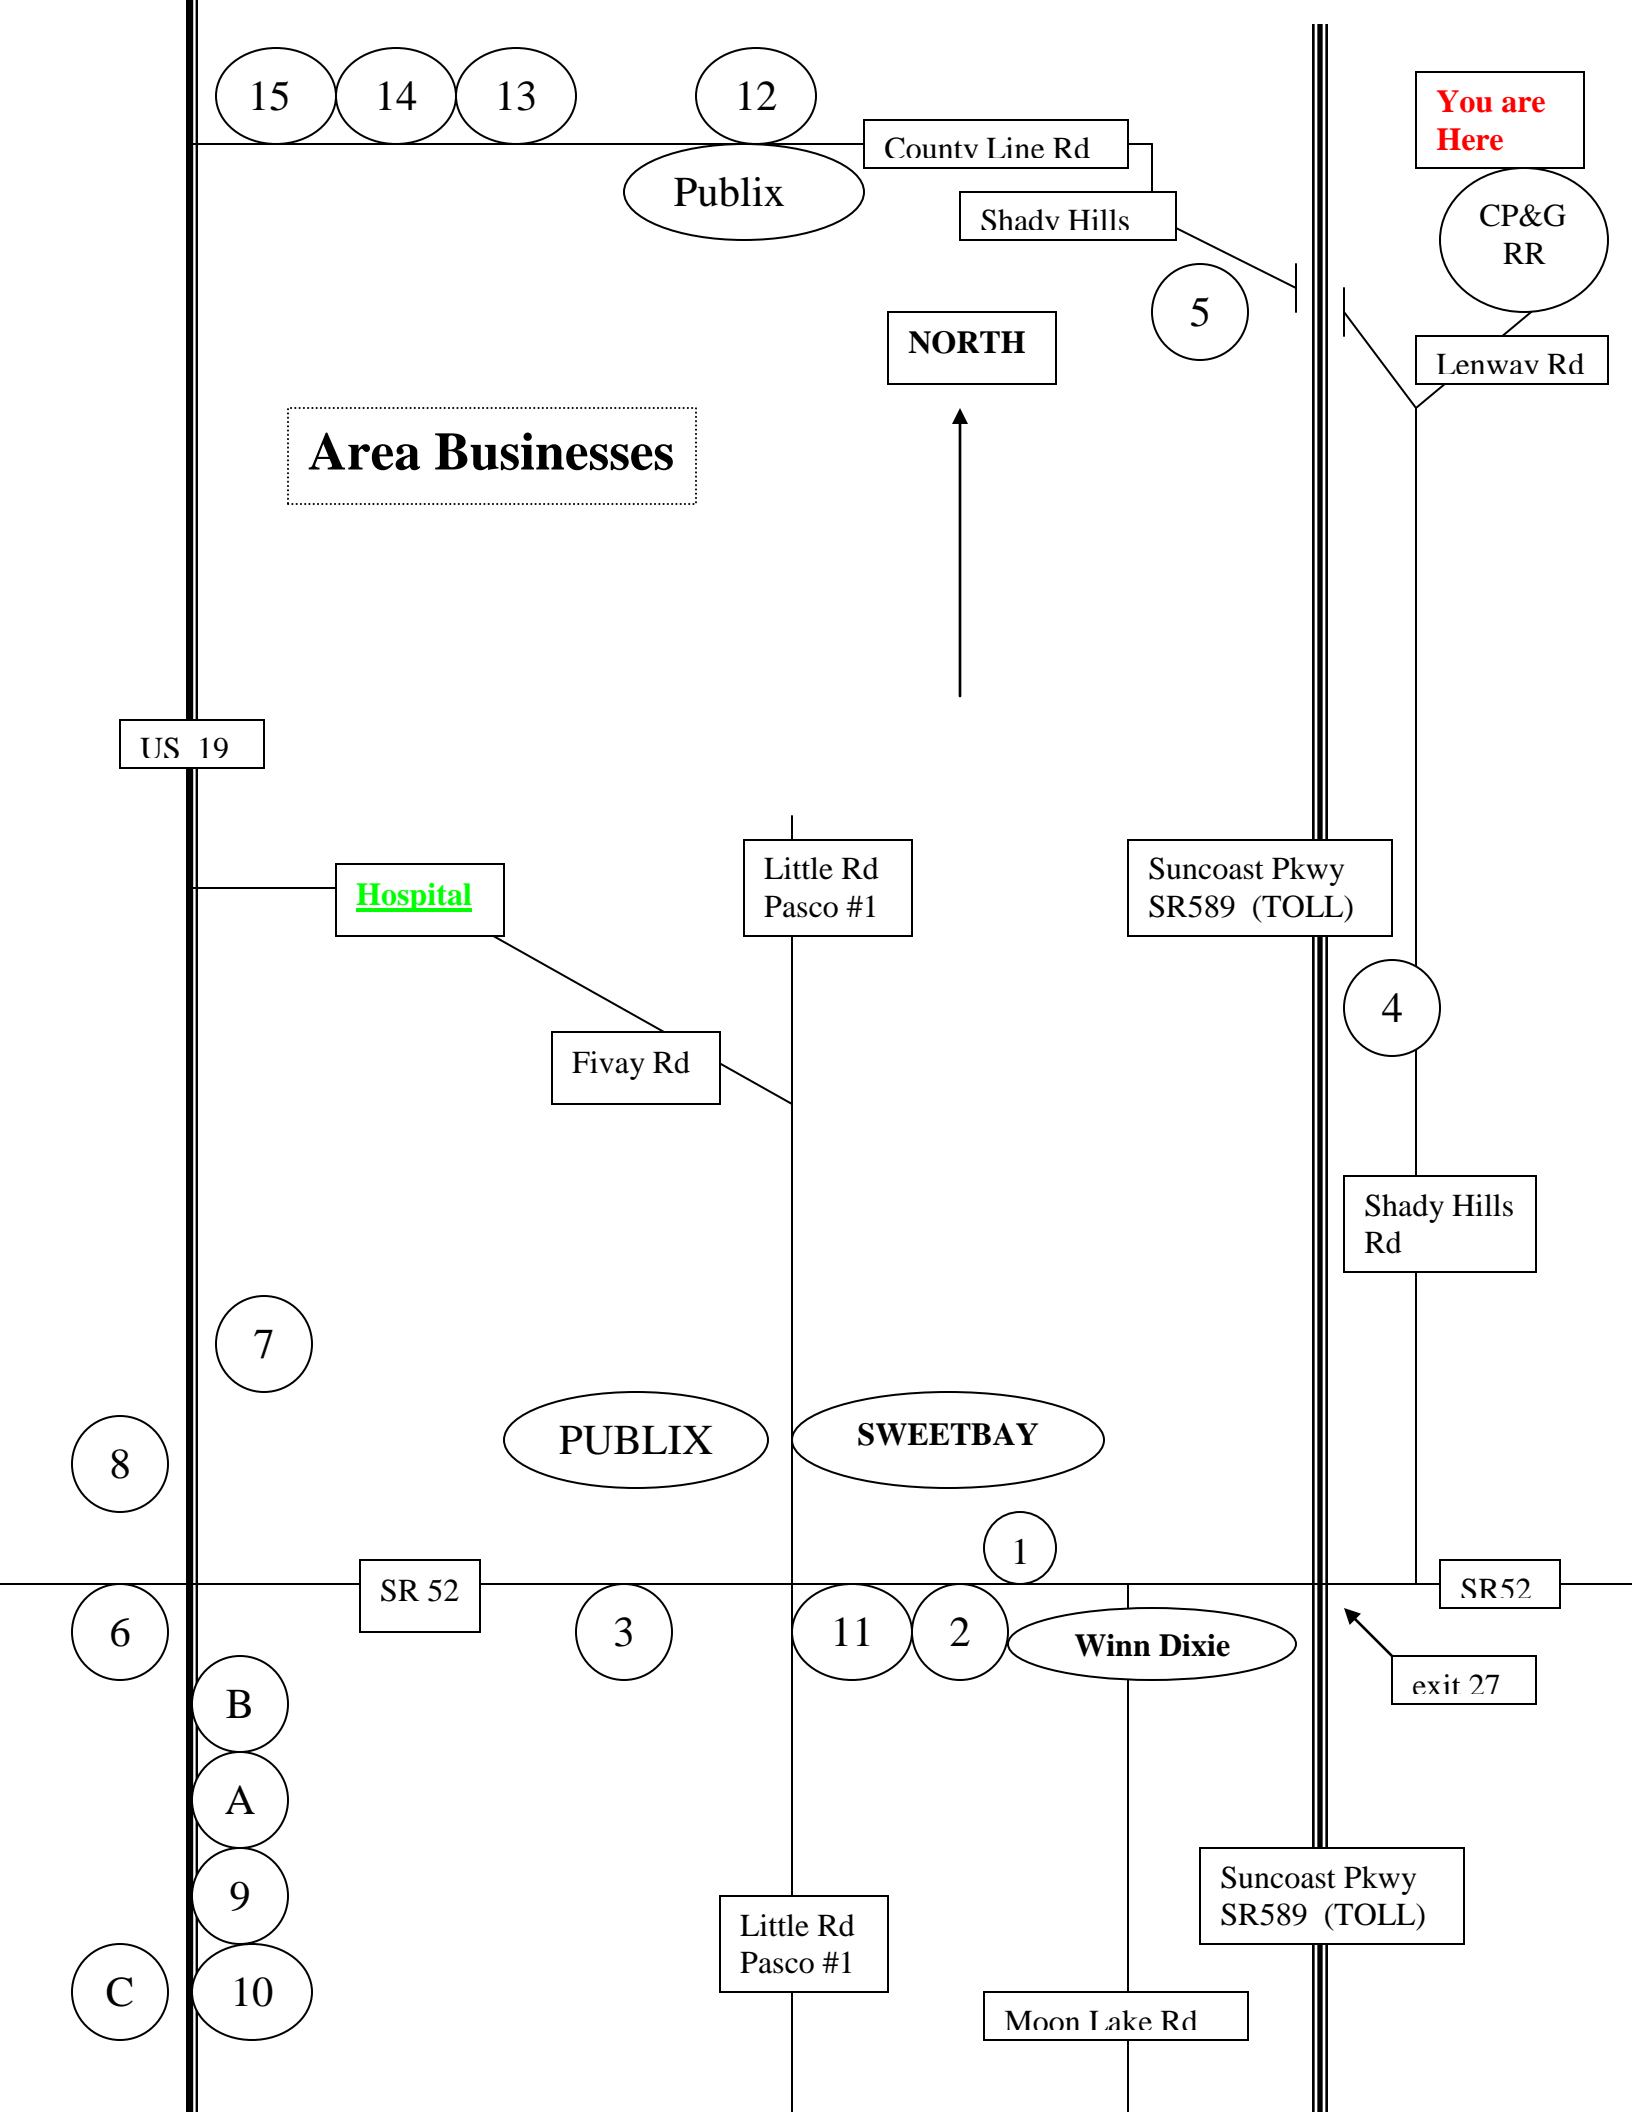 15
14
13
12
You are
Here
County Line Rd
Publix
CP&G
RR
Shady Hills
5
NORTH
Lenway Rd
Area Businesses
US 19
Hospital
Little Rd
Pasco #1
Suncoast Pkwy
SR589 (TOLL)
4
Fivay Rd
Shady Hills
Rd
7
PUBLIX
SWEETBAY
8
1
SR 52
SR52
6
3
11
2
Winn Dixie
exit 27
B
A
9
Suncoast Pkwy
SR589 (TOLL)
Little Rd
Pasco #1
C
10
Moon Lake Rd